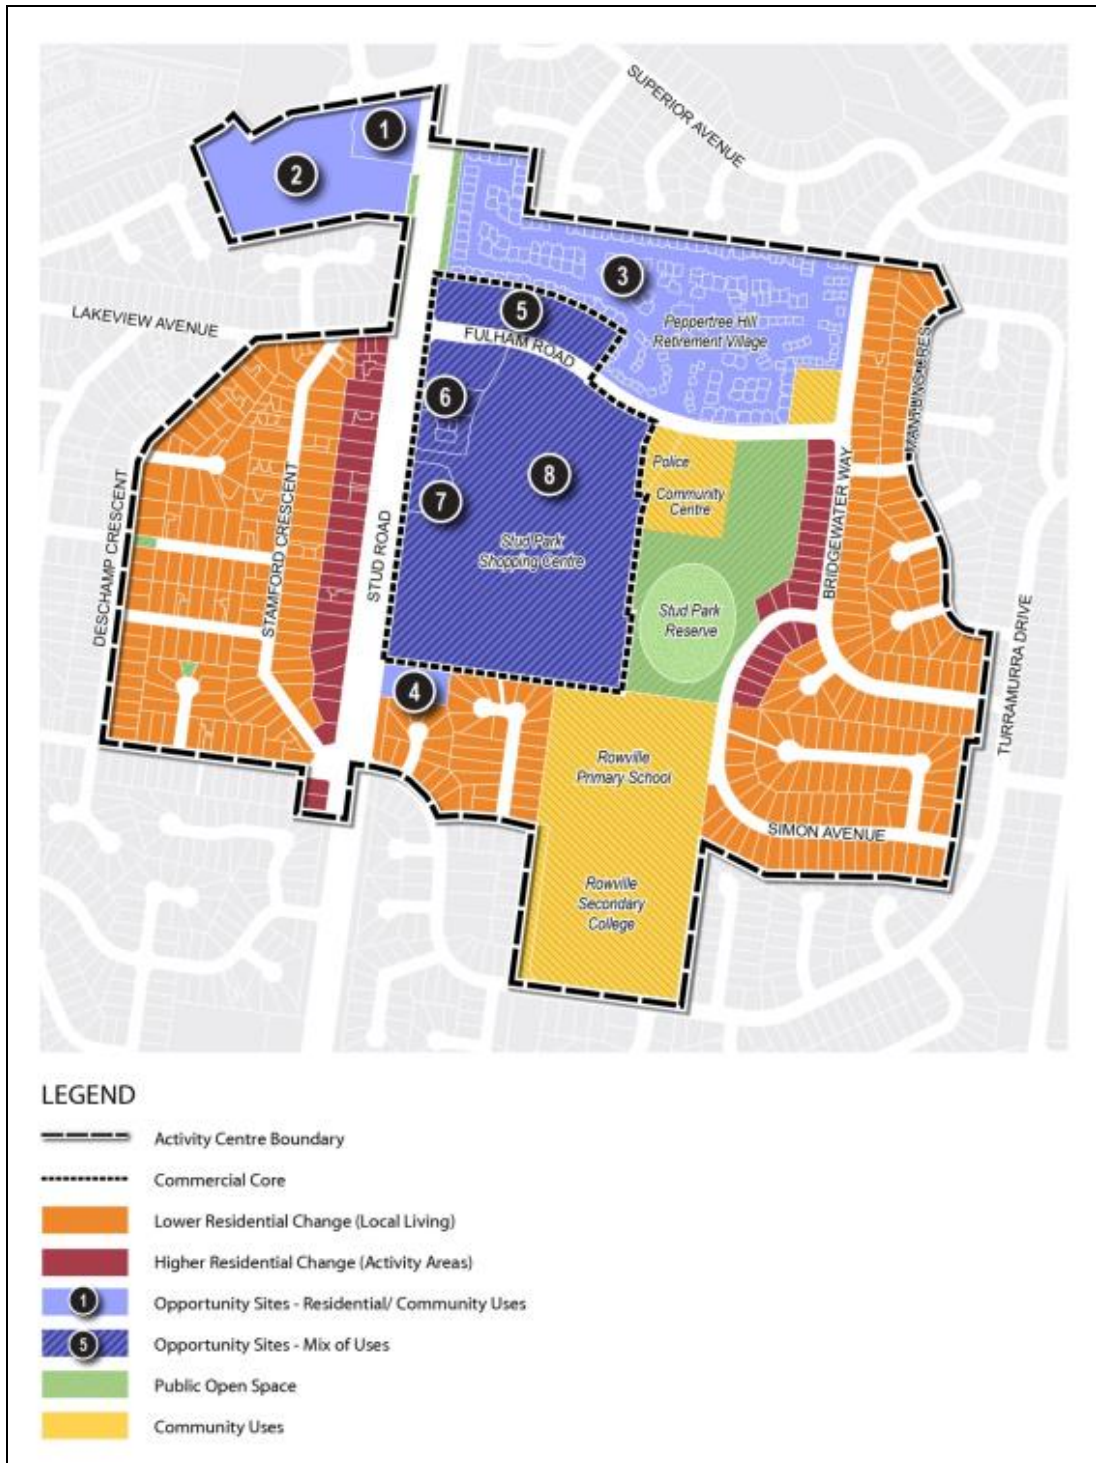 SUPERIOR AVENUE
1
2
3
LAKEVIEW AVENUE
5
FULHAM ROAD
Peppertree Hill
Retirement Village
6
7
8
Police
Community
Centre
Stud Park
Shopping Centre
Stud Park
Reserve
DESCHAMP CRESCENT
STAMFORD CRESCENT
STUD ROAD
BRIDGEWATER WAY
TURRAMURRA DRIVE
4
Rowville
Primary School
SIMON AVENUE
Rowville
Secondary
College
LEGEND
Activity Centre Boundary
Commercial Core
Lower Residential Change (Local Living)
Higher Residential Change (Activity Areas)
1
Opportunity Sites - Residential/ Community Uses
5
Opportunity Sites - Mix of Uses
Public Open Space
Community Uses